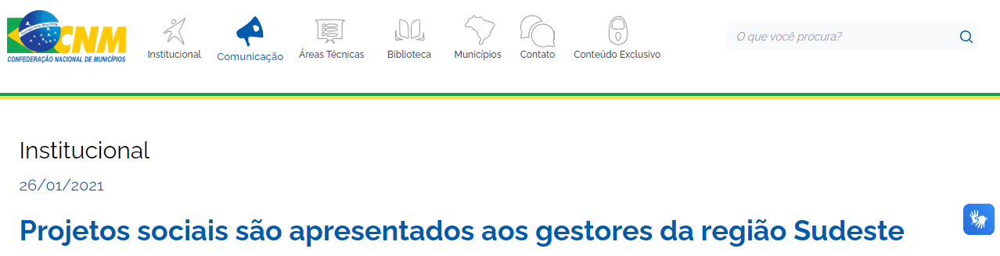 CNM
CONFEDERAÇÃO NACIONAL DE MUNICÍPIOS
Institucional
Comunicação
Áreas Técnicas
Biblioteca
Municípios
Contato
Conteúdo Exclusivo
O que você procura?
Institucional
26/01/2021
Projetos sociais são apresentados aos gestores da região Sudeste